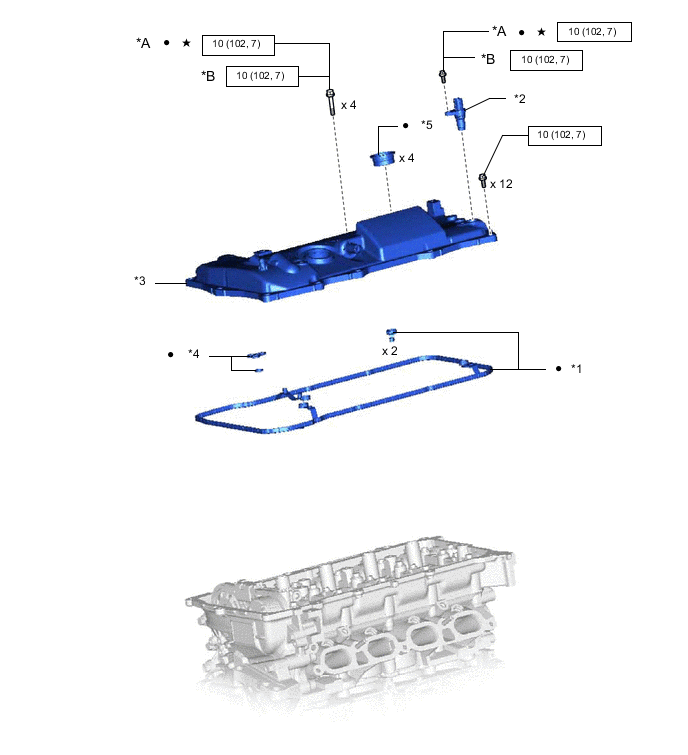 *A ● ★ 10 (102, 7)
*B 10 (102, 7)
x 4
*A ● ★ 10 (102, 7)
*B 10 (102, 7)
*2
● *5
x 4
10 (102, 7)
x 12
*3
● *4
x 2
● *1